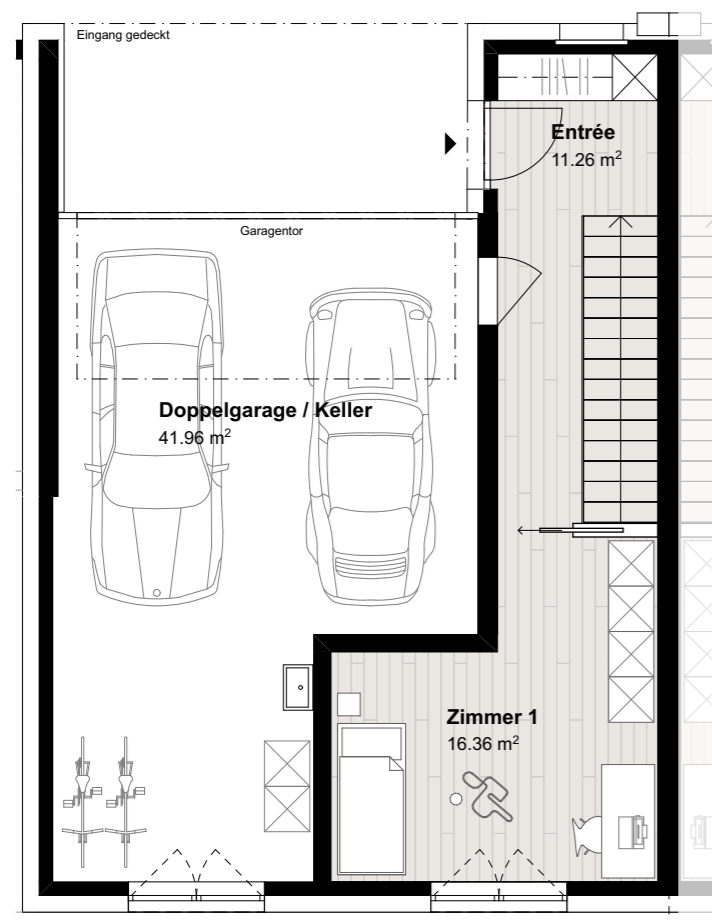 Eingang gedeckt
Entrée
11.26 m²
Garagentor
Doppelgarage / Keller
41.96 m²
Zimmer 1
16.36 m²